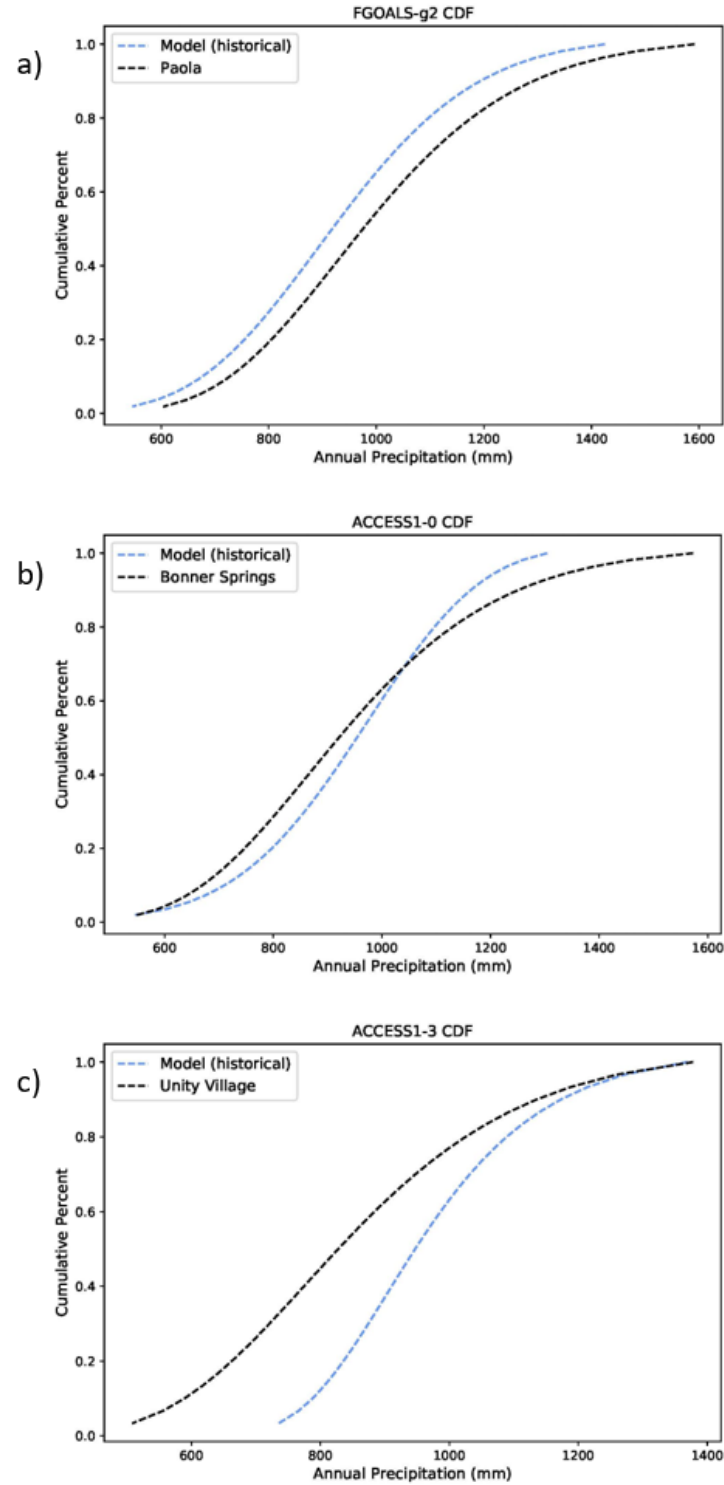 FGOALS-g2 CDF
a)
Model (historical)
Paola
1.0
0.8
0.6
0.4
0.2
0.0
Cumulative Percent
600 800 1000 1200 1400 1600
Annual Precipitation (mm)
ACCESS1-0 CDF
b)
Model (historical)
Bonner Springs
1.0
0.8
0.6
0.4
0.2
0.0
Cumulative Percent
600 800 1000 1200 1400 1600
Annual Precipitation (mm)
ACCESS1-3 CDF
c)
Model (historical)
Unity Village
1.0
0.8
0.6
0.4
0.2
0.0
Cumulative Percent
600 800 1000 1200 1400
Annual Precipitation (mm)